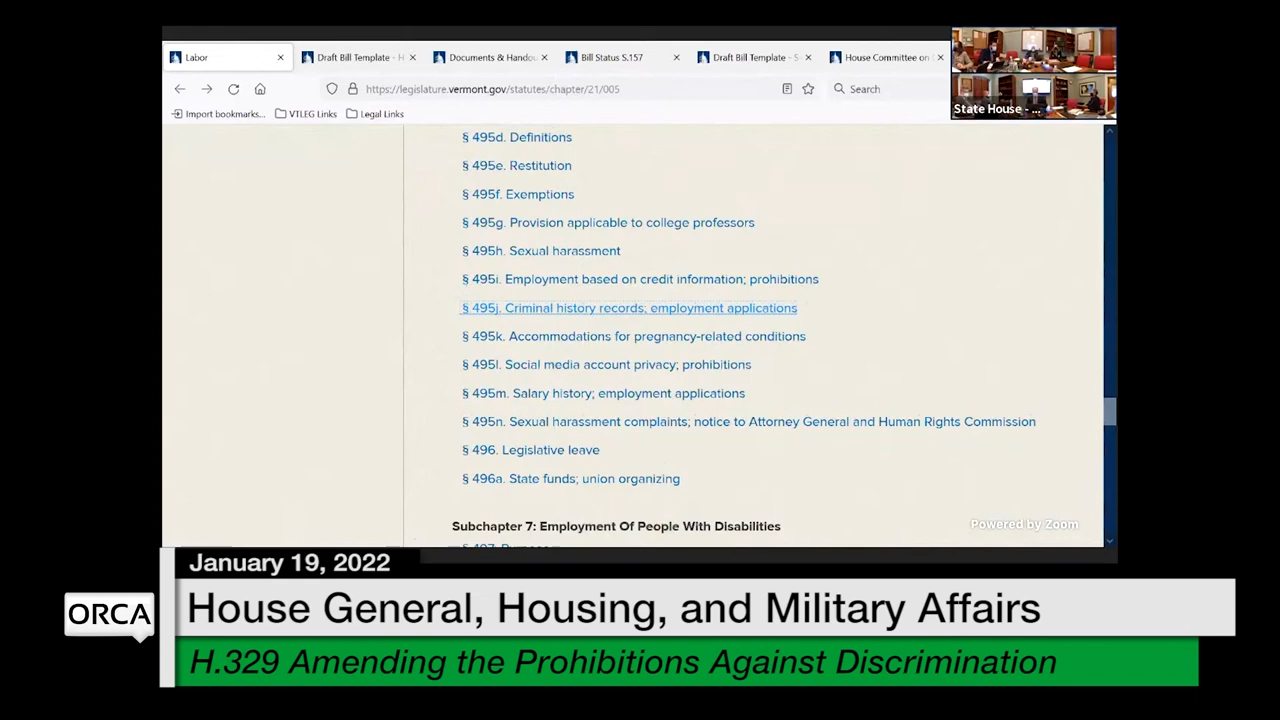 Labor
Draft Bill Template - H
Documents & Handou
Bill Status S.157
Draft Bill Template - S
House Committee on
https://legislature.vermont.gov/statutes/chapter/21/005
Search
State House - ...
Import bookmarks...
VTLEG Links
Legal Links
§ 495d. Definitions
§ 495e. Restitution
§ 495f. Exemptions
§ 495g. Provision applicable to college professors
§ 495h. Sexual harassment
§ 495i. Employment based on credit information; prohibitions
§ 495j. Criminal history records; employment applications
§ 495k. Accommodations for pregnancy-related conditions
§ 495l. Social media account privacy; prohibitions
§ 495m. Salary history; employment applications
§ 495n. Sexual harassment complaints; notice to Attorney General and Human Rights Commission
§ 496. Legislative leave
§ 496a. State funds; union organizing
Subchapter 7: Employment Of People With Disabilities
Powered by Zoom
January 19, 2022
ORCA
House General, Housing, and Military Affairs
H.329 Amending the Prohibitions Against Discrimination